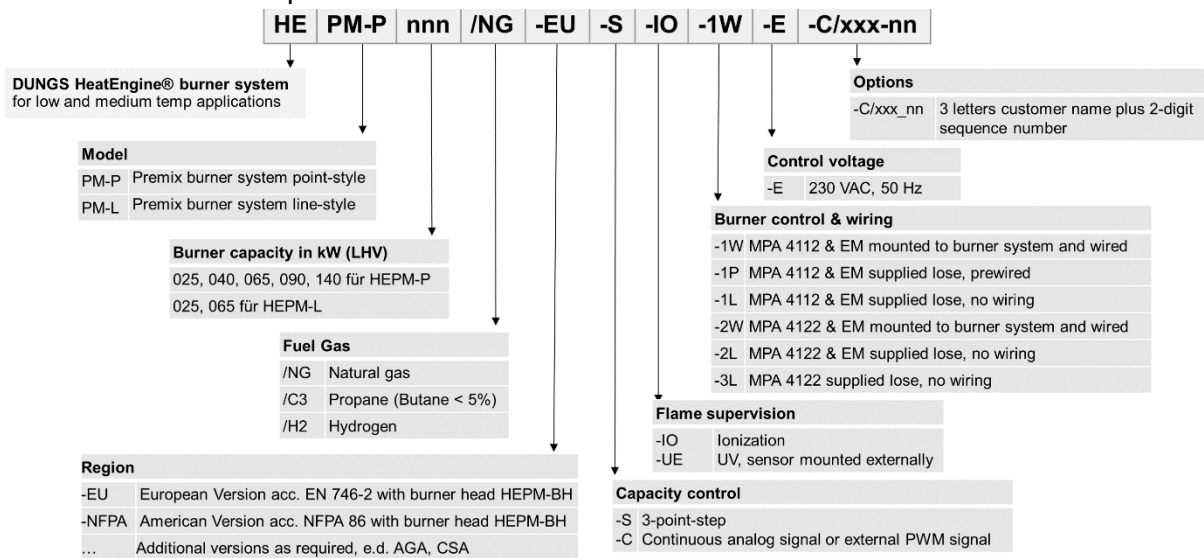 HE PM-P nnn /NG -EU -S -IO -1W -E -C/xxx-nn
DUNGS HeatEngine® burner system
for low and medium temp applications
Options
-C/xxx_nn 3 letters customer name plus 2-digit
sequence number
Model
PM-P Premix burner system point-style
PM-L Premix burner system line-style
Control voltage
-E 230 VAC, 50 Hz
Burner control & wiring
-1W MPA 4112 & EM mounted to burner system and wired
-1P MPA 4112 & EM supplied lose, prewired
-1L MPA 4112 & EM supplied lose, no wiring
-2W MPA 4122 & EM mounted to burner system and wired
-2L MPA 4122 & EM supplied lose, no wiring
-3L MPA 4122 supplied lose, no wiring
Burner capacity in kW (LHV)
025, 040, 065, 090, 140 für HEPM-P
025, 065 für HEPM-L
Fuel Gas
/NG Natural gas
/C3 Propane (Butane < 5%)
/H2 Hydrogen
Flame supervision
-IO Ionization
-UE UV, sensor mounted externally
Region
-EU European Version acc. EN 746-2 with burner head HEPM-BH
-NFPA American Version acc. NFPA 86 with burner head HEPM-BH
... Additional versions as required, e.d. AGA, CSA
Capacity control
-S 3-point-step
-C Continuous analog signal or external PWM signal